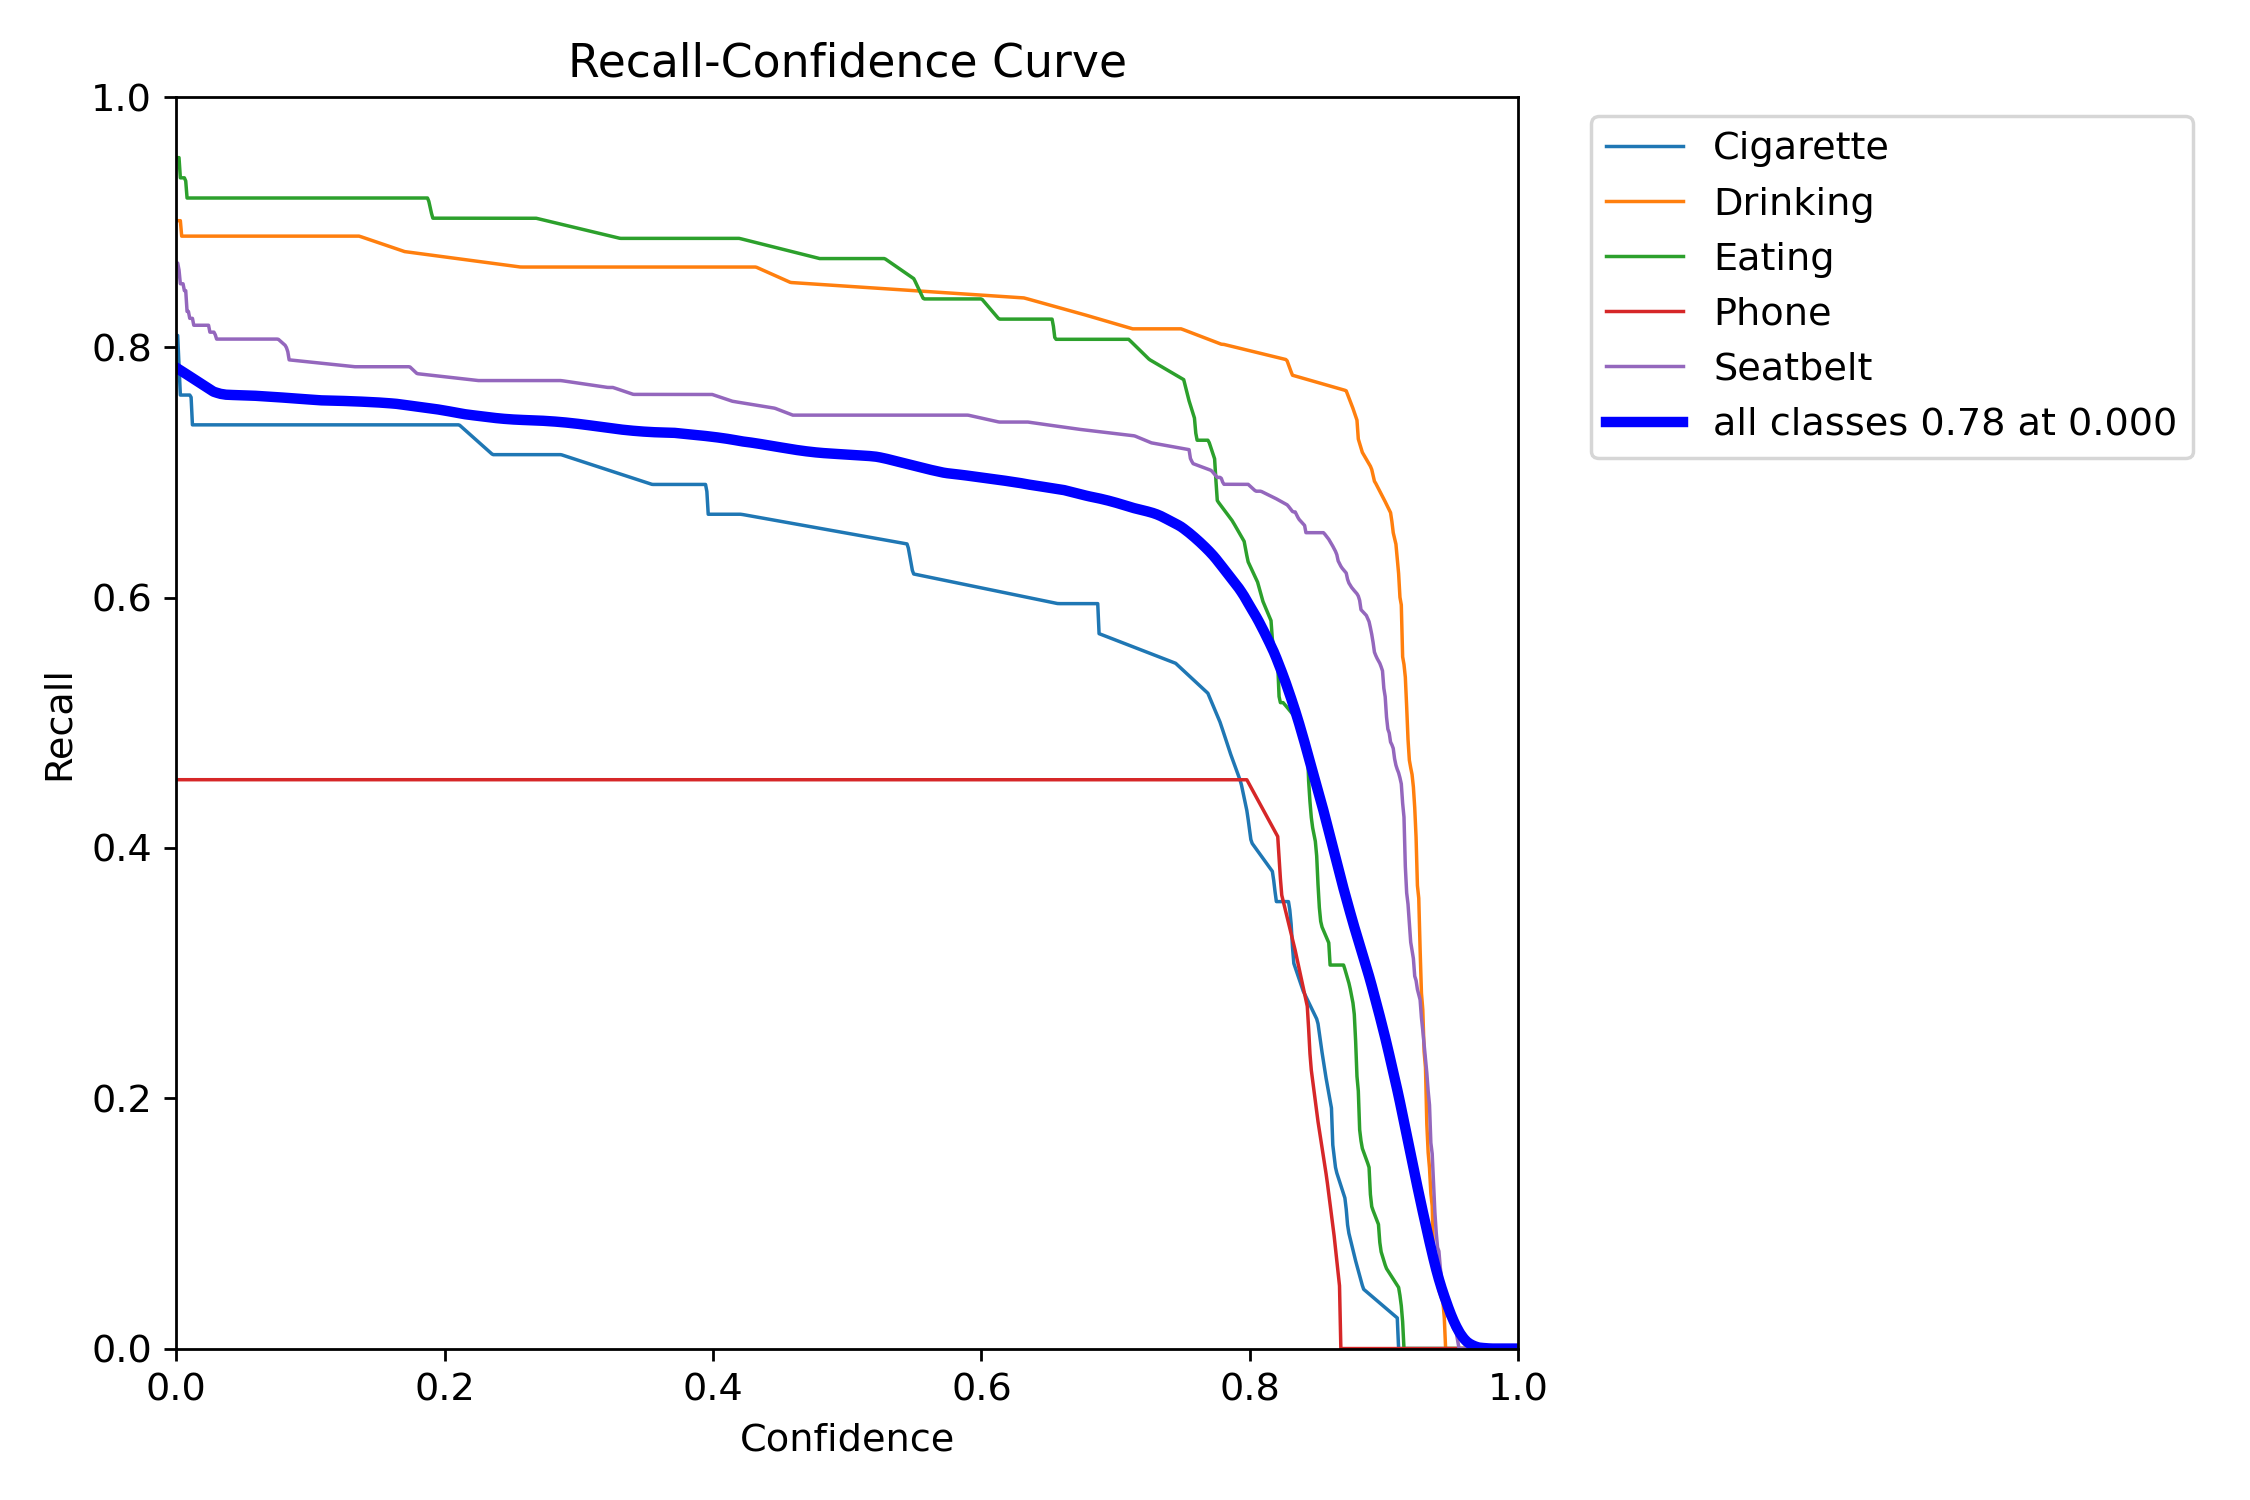 Recall-Confidence Curve
1.0
0.8
0.6
0.4
0.2
0.0
Recall
0.0 0.2 0.4 0.6 0.8 1.0
Confidence
Cigarette
Drinking
Eating
Phone
Seatbelt
all classes 0.78 at 0.000